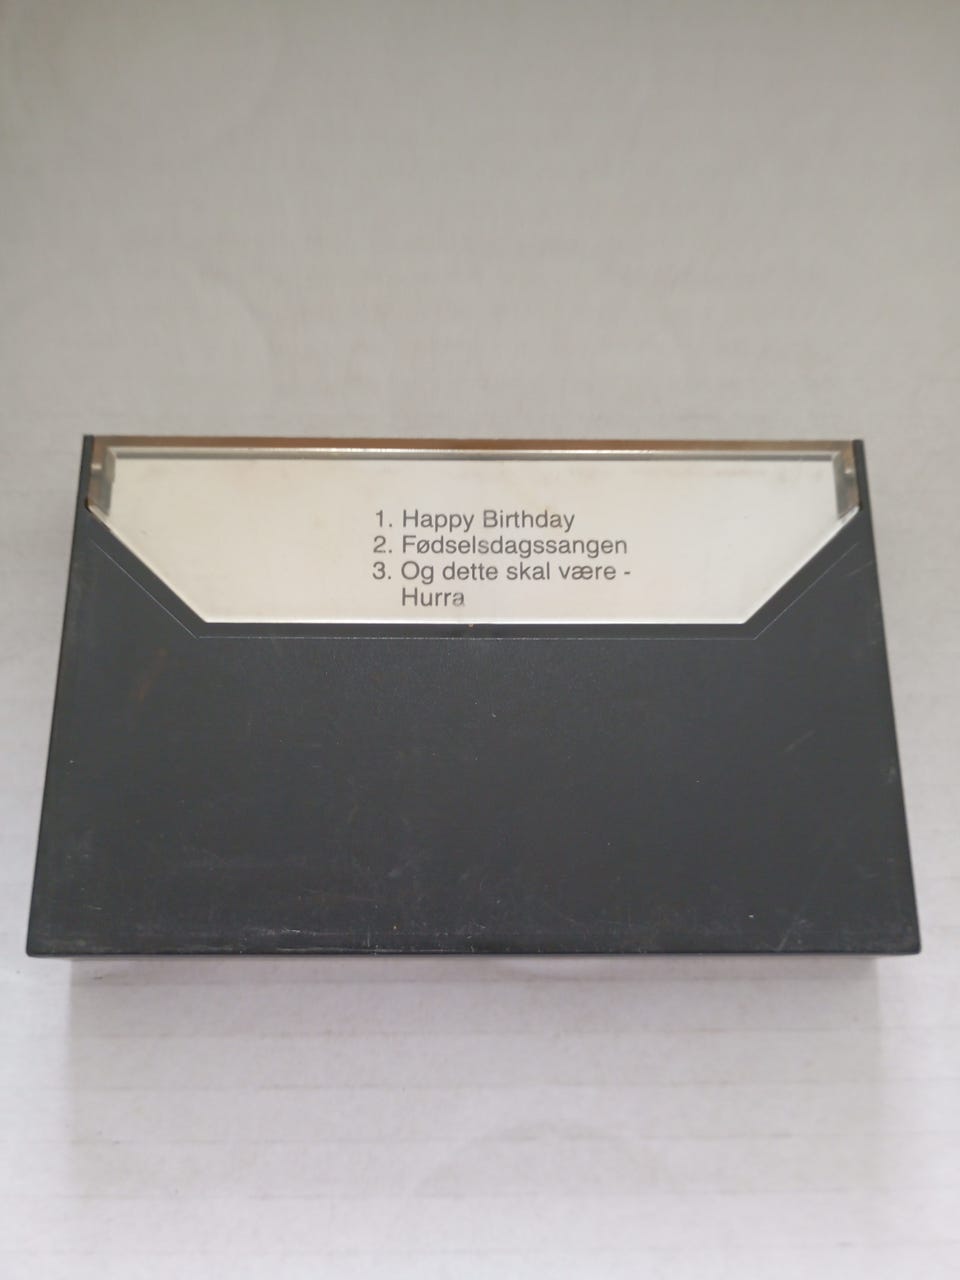 1. Happy Birthday
2. Fødselsdagssangen
3. Og dette skal være -
Hurra